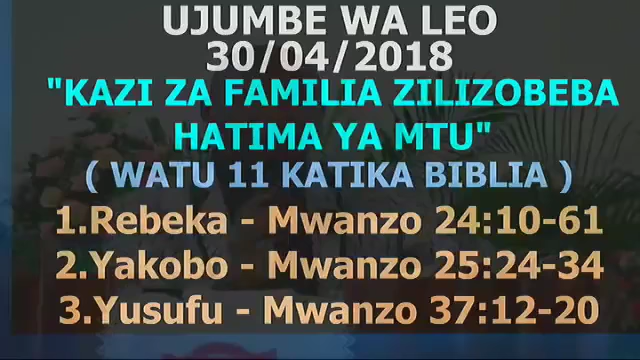 UJUMBE WA LEO
30/04/2018
"KAZI ZA FAMILIA ZILIZOBEBA
HATIMA YA MTU"
( WATU 11 KATIKA BIBLIA )
1.Rebeka - Mwanzo 24:10-61
2.Yakobo - Mwanzo 25:24-34
3.Yusufu - Mwanzo 37:12-20